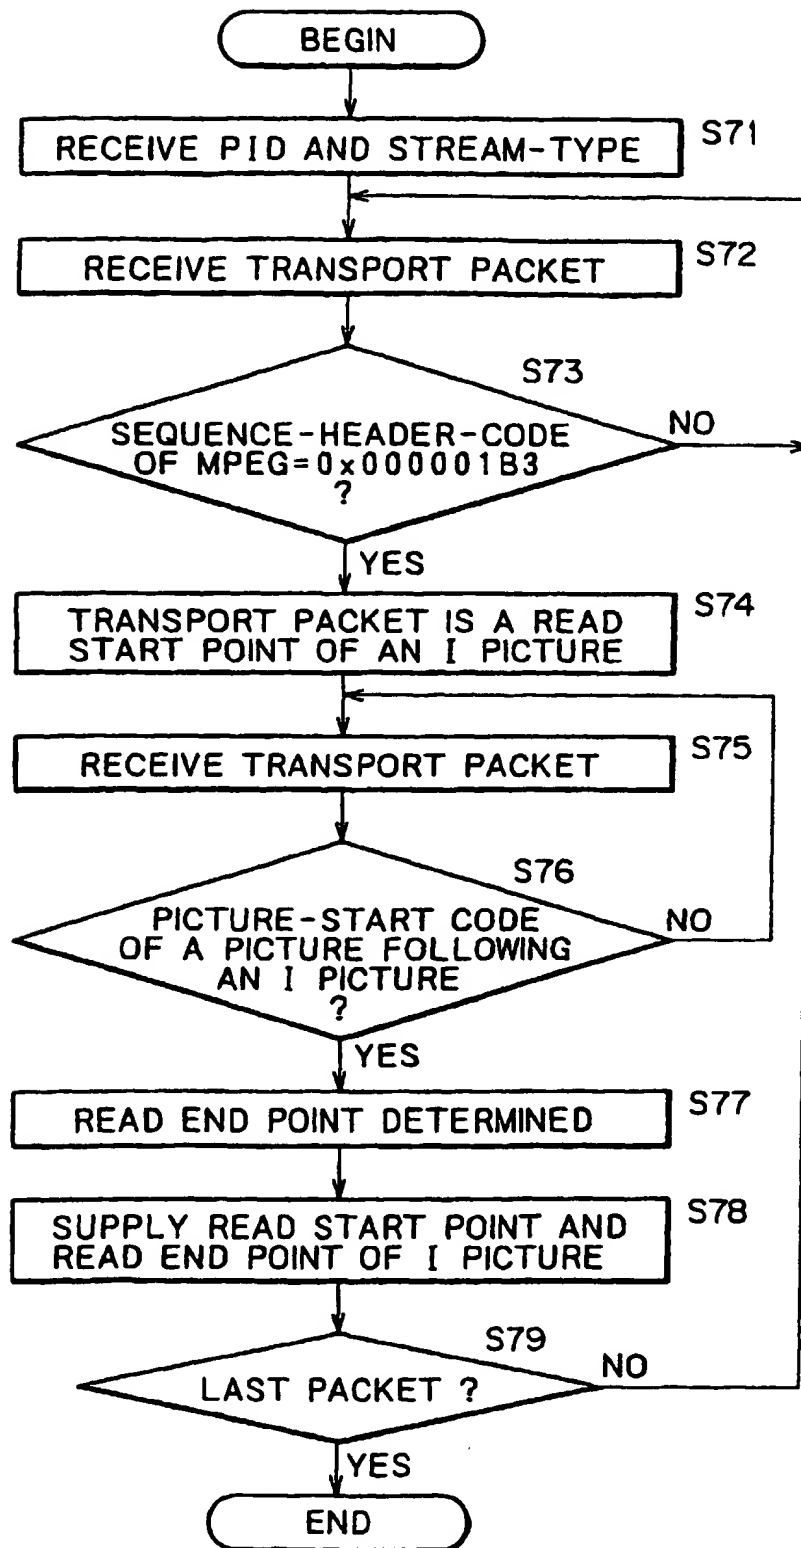 BEGIN
RECEIVE PID AND STREAM-TYPE
S71
RECEIVE TRANSPORT PACKET
S72
S73
SEQUENCE-HEADER-CODE
OF MPEG=0x000001B3
?
NO
YES
TRANSPORT PACKET IS A READ
START POINT OF AN I PICTURE
S74
RECEIVE TRANSPORT PACKET
S75
S76
PICTURE-START CODE
OF A PICTURE FOLLOWING
AN I PICTURE
?
NO
YES
READ END POINT DETERMINED
S77
SUPPLY READ START POINT AND
READ END POINT OF I PICTURE
S78
S79
LAST PACKET ?
NO
YES
END